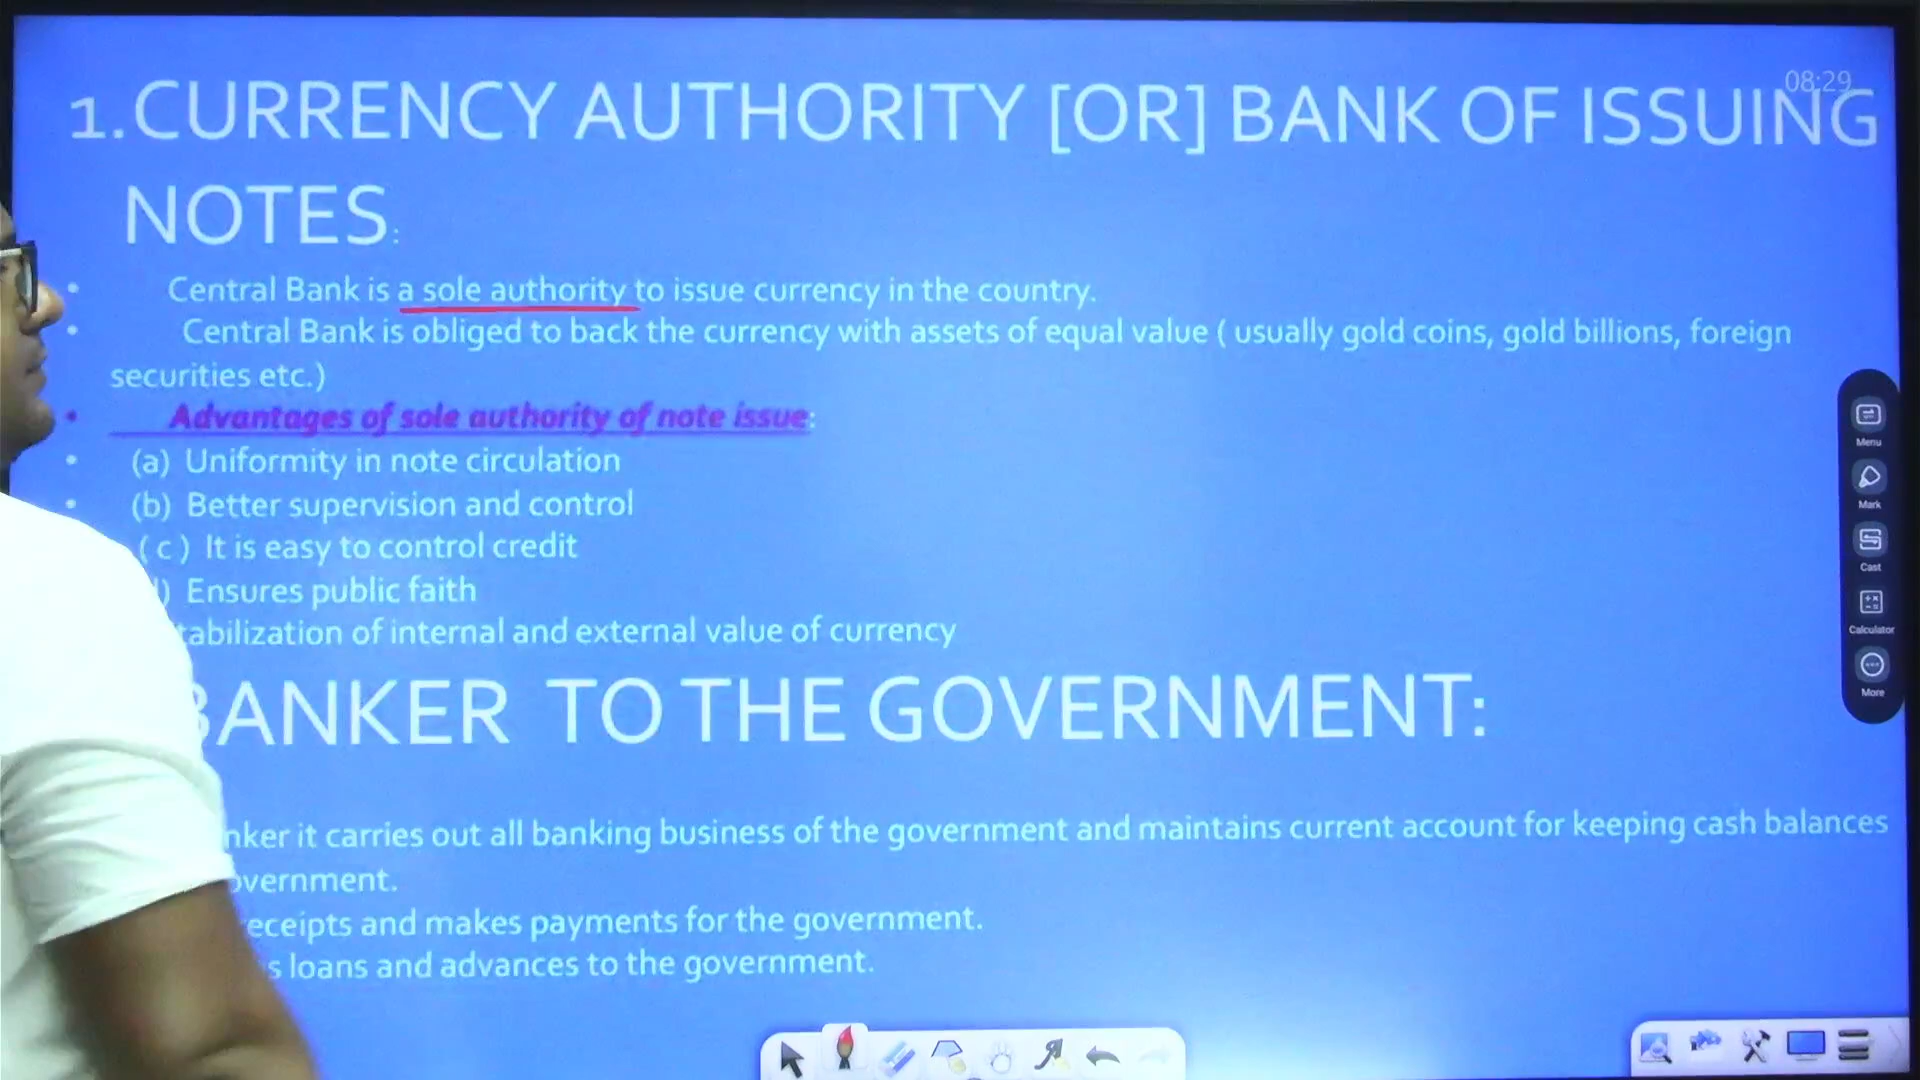 08:29
1.CURRENCY AUTHORITY [OR] BANK OF ISSUING
NOTES:
• Central Bank is a sole authority to issue currency in the country.
• Central Bank is obliged to back the currency with assets of equal value ( usually gold coins, gold billions, foreign
securities etc.)
• Advantages of sole authority of note issue:
• (a) Uniformity in note circulation
• (b) Better supervision and control
( c ) It is easy to control credit
) Ensures public faith
tabilization of internal and external value of currency
BANKER TO THE GOVERNMENT:
nker it carries out all banking business of the government and maintains current account for keeping cash balances
overnment.
receipts and makes payments for the government.
s loans and advances to the government.
Menu
Mark
Cast
Calculator
More